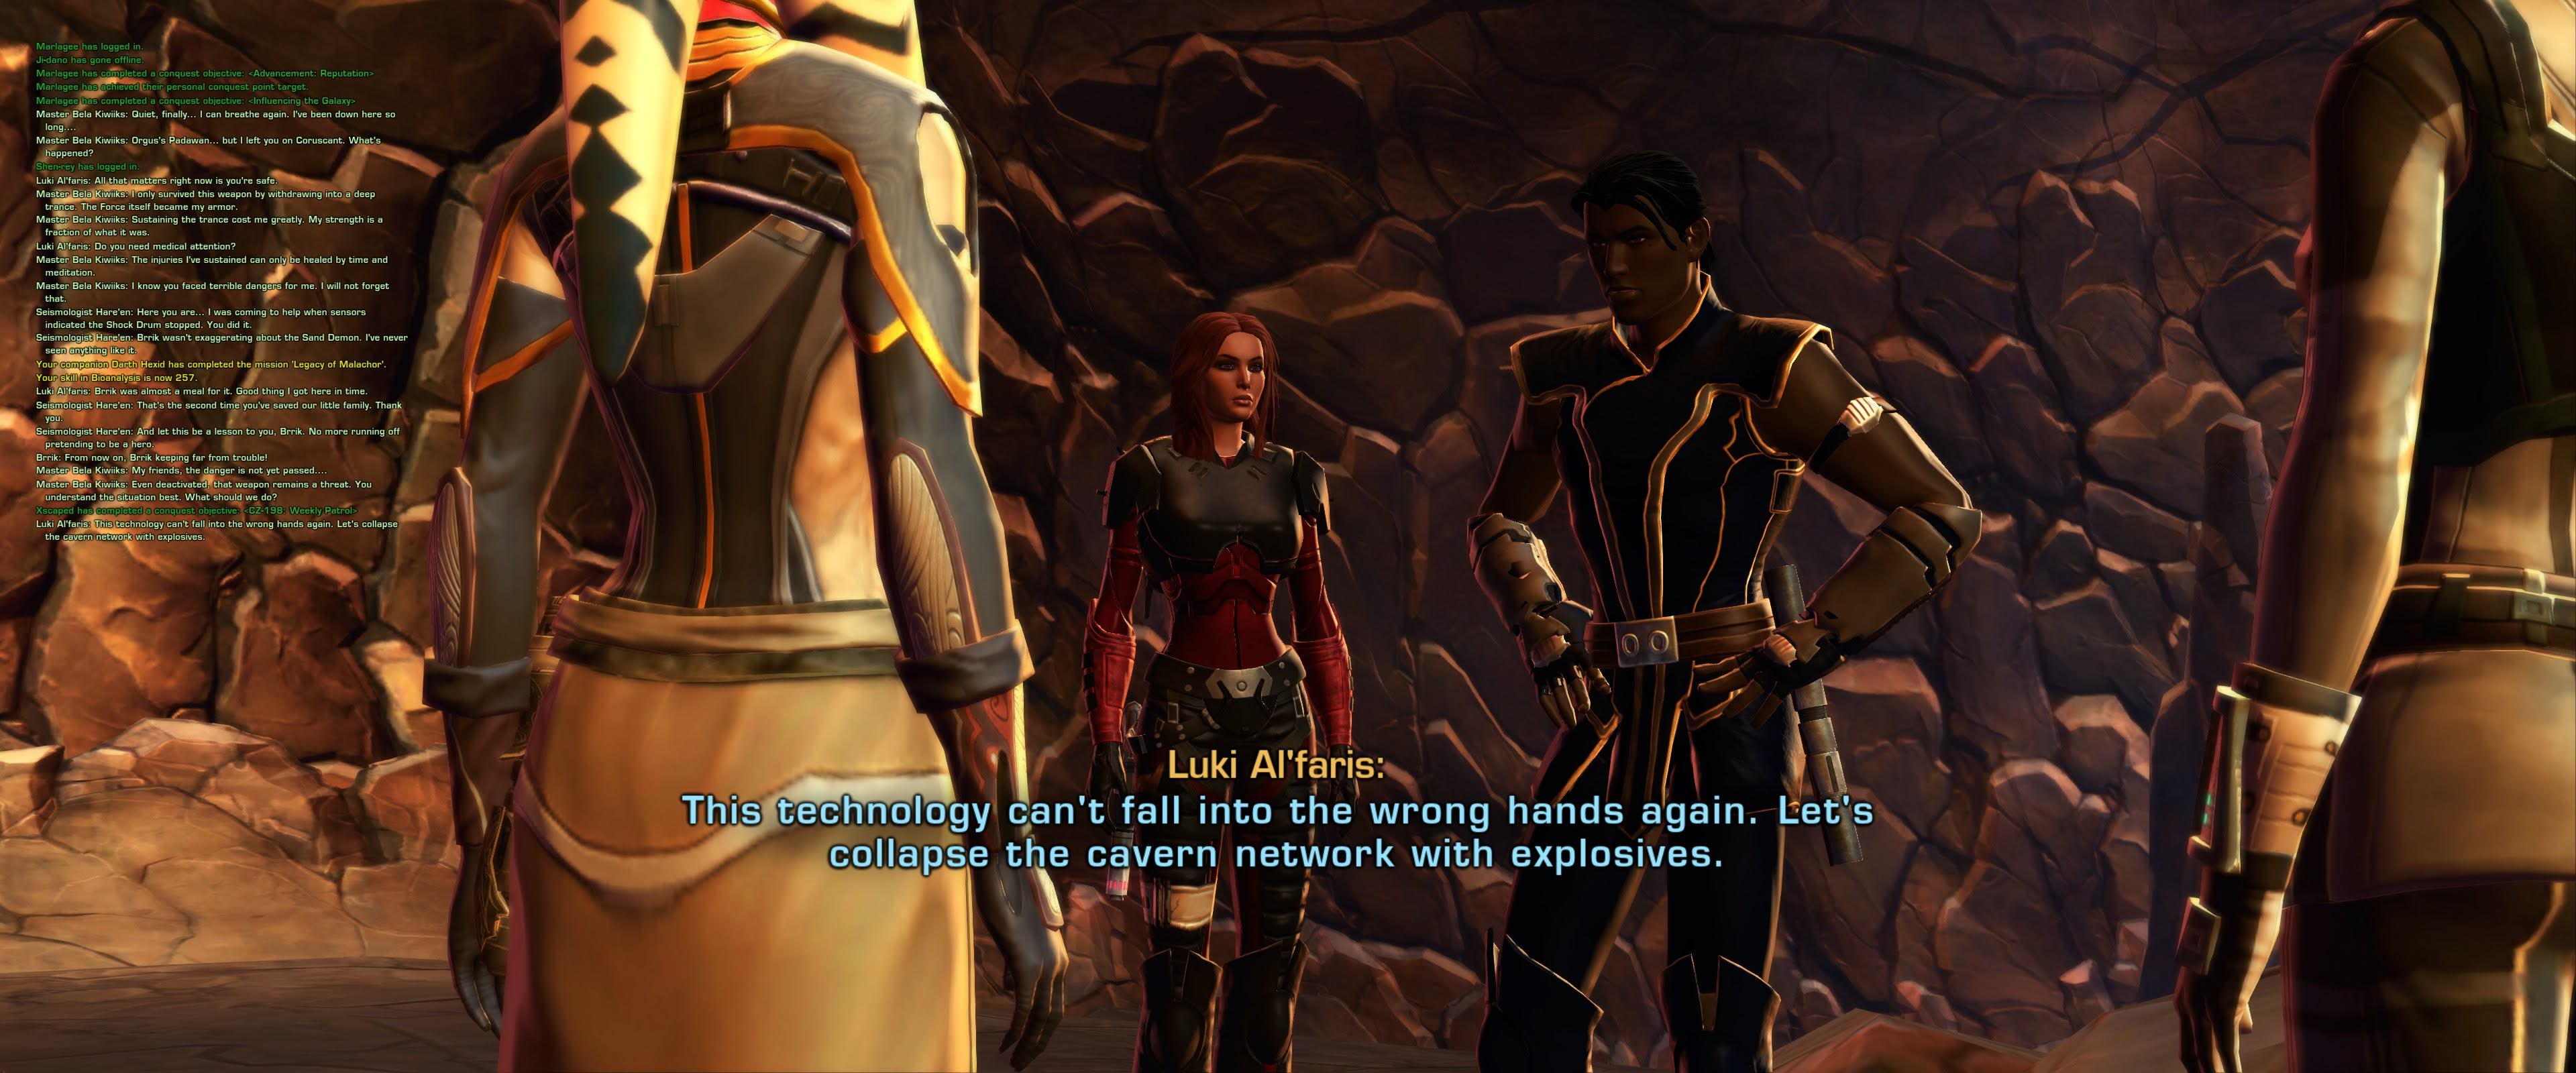 Marlagee has logged in.
Ji-dano has gone offline.
Marlagee has completed a conquest objective: <Advancement: Reputation>
Marlagee has achieved their personal conquest point target.
Marlagee has completed a conquest objective: <Influencing the Galaxy>
Master Bela Kiwiiks: Quiet, finally... I can breathe again. I've been down here so
long....
Master Bela Kiwiiks: Orgus's Padawan... but I left you on Coruscant. What's
happened?
Shen-rey has logged in.
Luki Al'faris: All that matters right now is you're safe.
Master Bela Kiwiiks: I only survived this weapon by withdrawing into a deep
trance. The Force itself became my armor.
Master Bela Kiwiiks: Sustaining the trance cost me greatly. My strength is a
fraction of what it was.
Luki Al'faris: Do you need medical attention?
Master Bela Kiwiiks: The injuries I've sustained can only be healed by time and
meditation.
Master Bela Kiwiiks: I know you faced terrible dangers for me. I will not forget
that.
Seismologist Hare'en: Here you are... I was coming to help when sensors
indicated the Shock Drum stopped. You did it.
Seismologist Hare'en: Brrik wasn't exaggerating about the Sand Demon. I've never
seen anything like it.
Your companion Darth Hexid has completed the mission 'Legacy of Malachor'.
Your skill in Bioanalysis is now 257.
Luki Al'faris: Brrik was almost a meal for it. Good thing I got here in time.
Seismologist Hare'en: That's the second time you've saved our little family. Thank
you.
Seismologist Hare'en: And let this be a lesson to you, Brrik. No more running off
pretending to be a hero.
Brrik: From now on, Brrik keeping far from trouble!
Master Bela Kiwiiks: My friends, the danger is not yet passed....
Master Bela Kiwiiks: Even deactivated, that weapon remains a threat. You
understand the situation best. What should we do?
Xscaped has completed a conquest objective: <CZ-198: Weekly Patrol>
Luki Al'faris: This technology can't fall into the wrong hands again. Let's collapse
the cavern network with explosives.
Luki Al'faris:
This technology can't fall into the wrong hands again. Let's
collapse the cavern network with explosives.